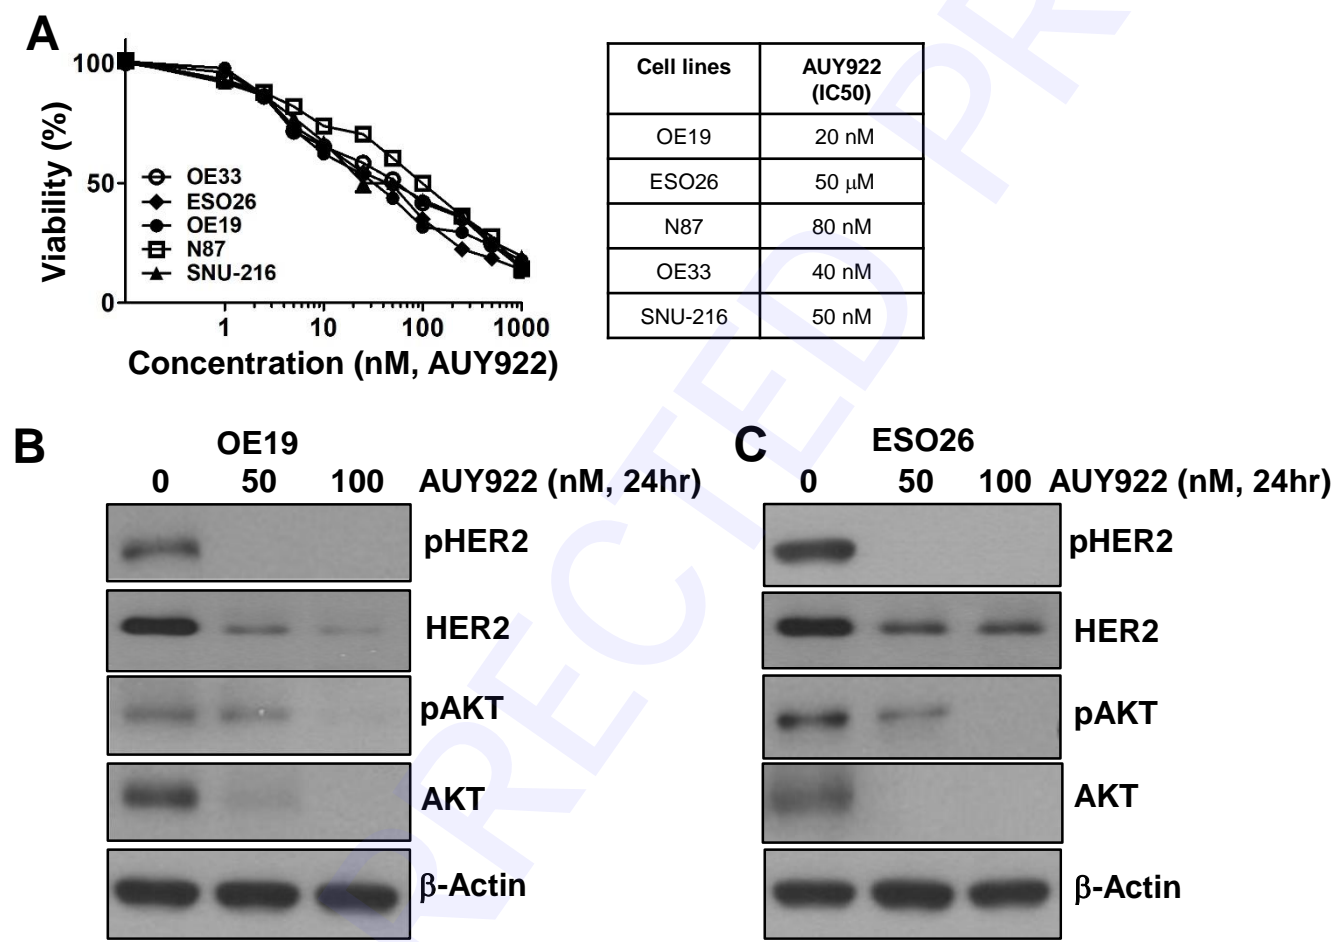 A
100
50
0
Viability (%)
OE33
ESO26
OE19
N87
SNU-216
1 10 100 1000
Concentration (nM, AUY922)
Cell lines AUY922 (IC50)
OE19 20 nM
ESO26 50 μM
N87 80 nM
OE33 40 nM
SNU-216 50 nM
B
OE19
0 50 100 AUY922 (nM, 24hr)
pHER2
HER2
pAKT
AKT
β-Actin
C
ESO26
0 50 100 AUY922 (nM, 24hr)
pHER2
HER2
pAKT
AKT
β-Actin
RRECTED PR